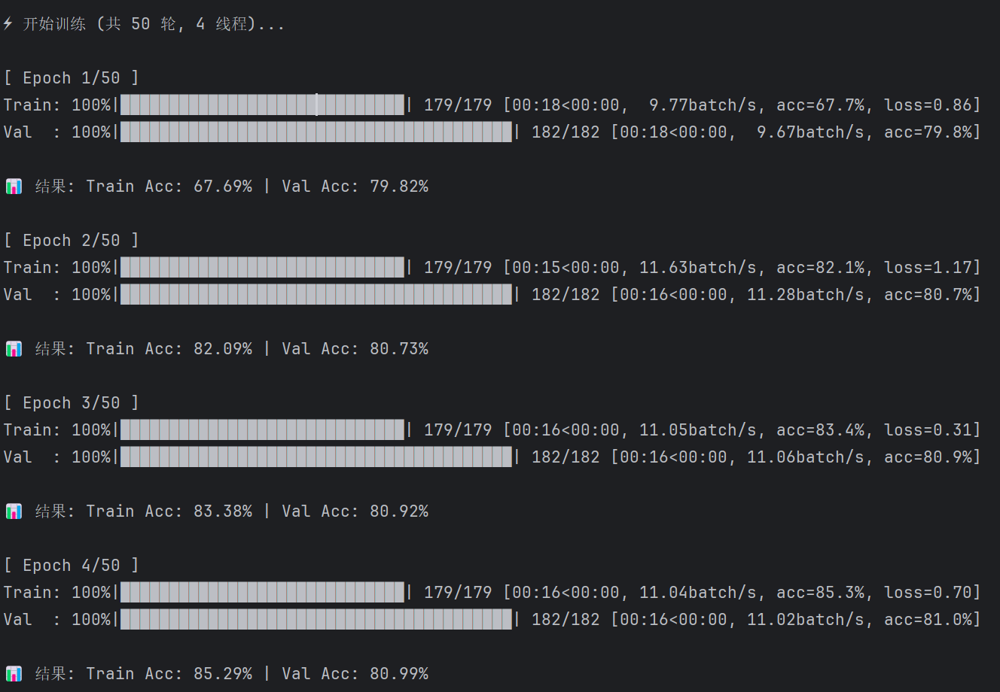 ⚡ 开始训练 (共 50 轮, 4 线程)...
[ Epoch 1/50 ]
Train: 100%|█████████████████████████████| 179/179 [00:18<00:00,  9.77batch/s, acc=67.7%, loss=0.86]
Val  : 100%|████████████████████████████████████████| 182/182 [00:18<00:00,  9.67batch/s, acc=79.8%]
📊 结果: Train Acc: 67.69% | Val Acc: 79.82%
[ Epoch 2/50 ]
Train: 100%|█████████████████████████████| 179/179 [00:15<00:00, 11.63batch/s, acc=82.1%, loss=1.17]
Val  : 100%|████████████████████████████████████████| 182/182 [00:16<00:00, 11.28batch/s, acc=80.7%]
📊 结果: Train Acc: 82.09% | Val Acc: 80.73%
[ Epoch 3/50 ]
Train: 100%|█████████████████████████████| 179/179 [00:16<00:00, 11.05batch/s, acc=83.4%, loss=0.31]
Val  : 100%|████████████████████████████████████████| 182/182 [00:16<00:00, 11.06batch/s, acc=80.9%]
📊 结果: Train Acc: 83.38% | Val Acc: 80.92%
[ Epoch 4/50 ]
Train: 100%|█████████████████████████████| 179/179 [00:16<00:00, 11.04batch/s, acc=85.3%, loss=0.70]
Val  : 100%|████████████████████████████████████████| 182/182 [00:16<00:00, 11.02batch/s, acc=81.0%]
📊 结果: Train Acc: 85.29% | Val Acc: 80.99%